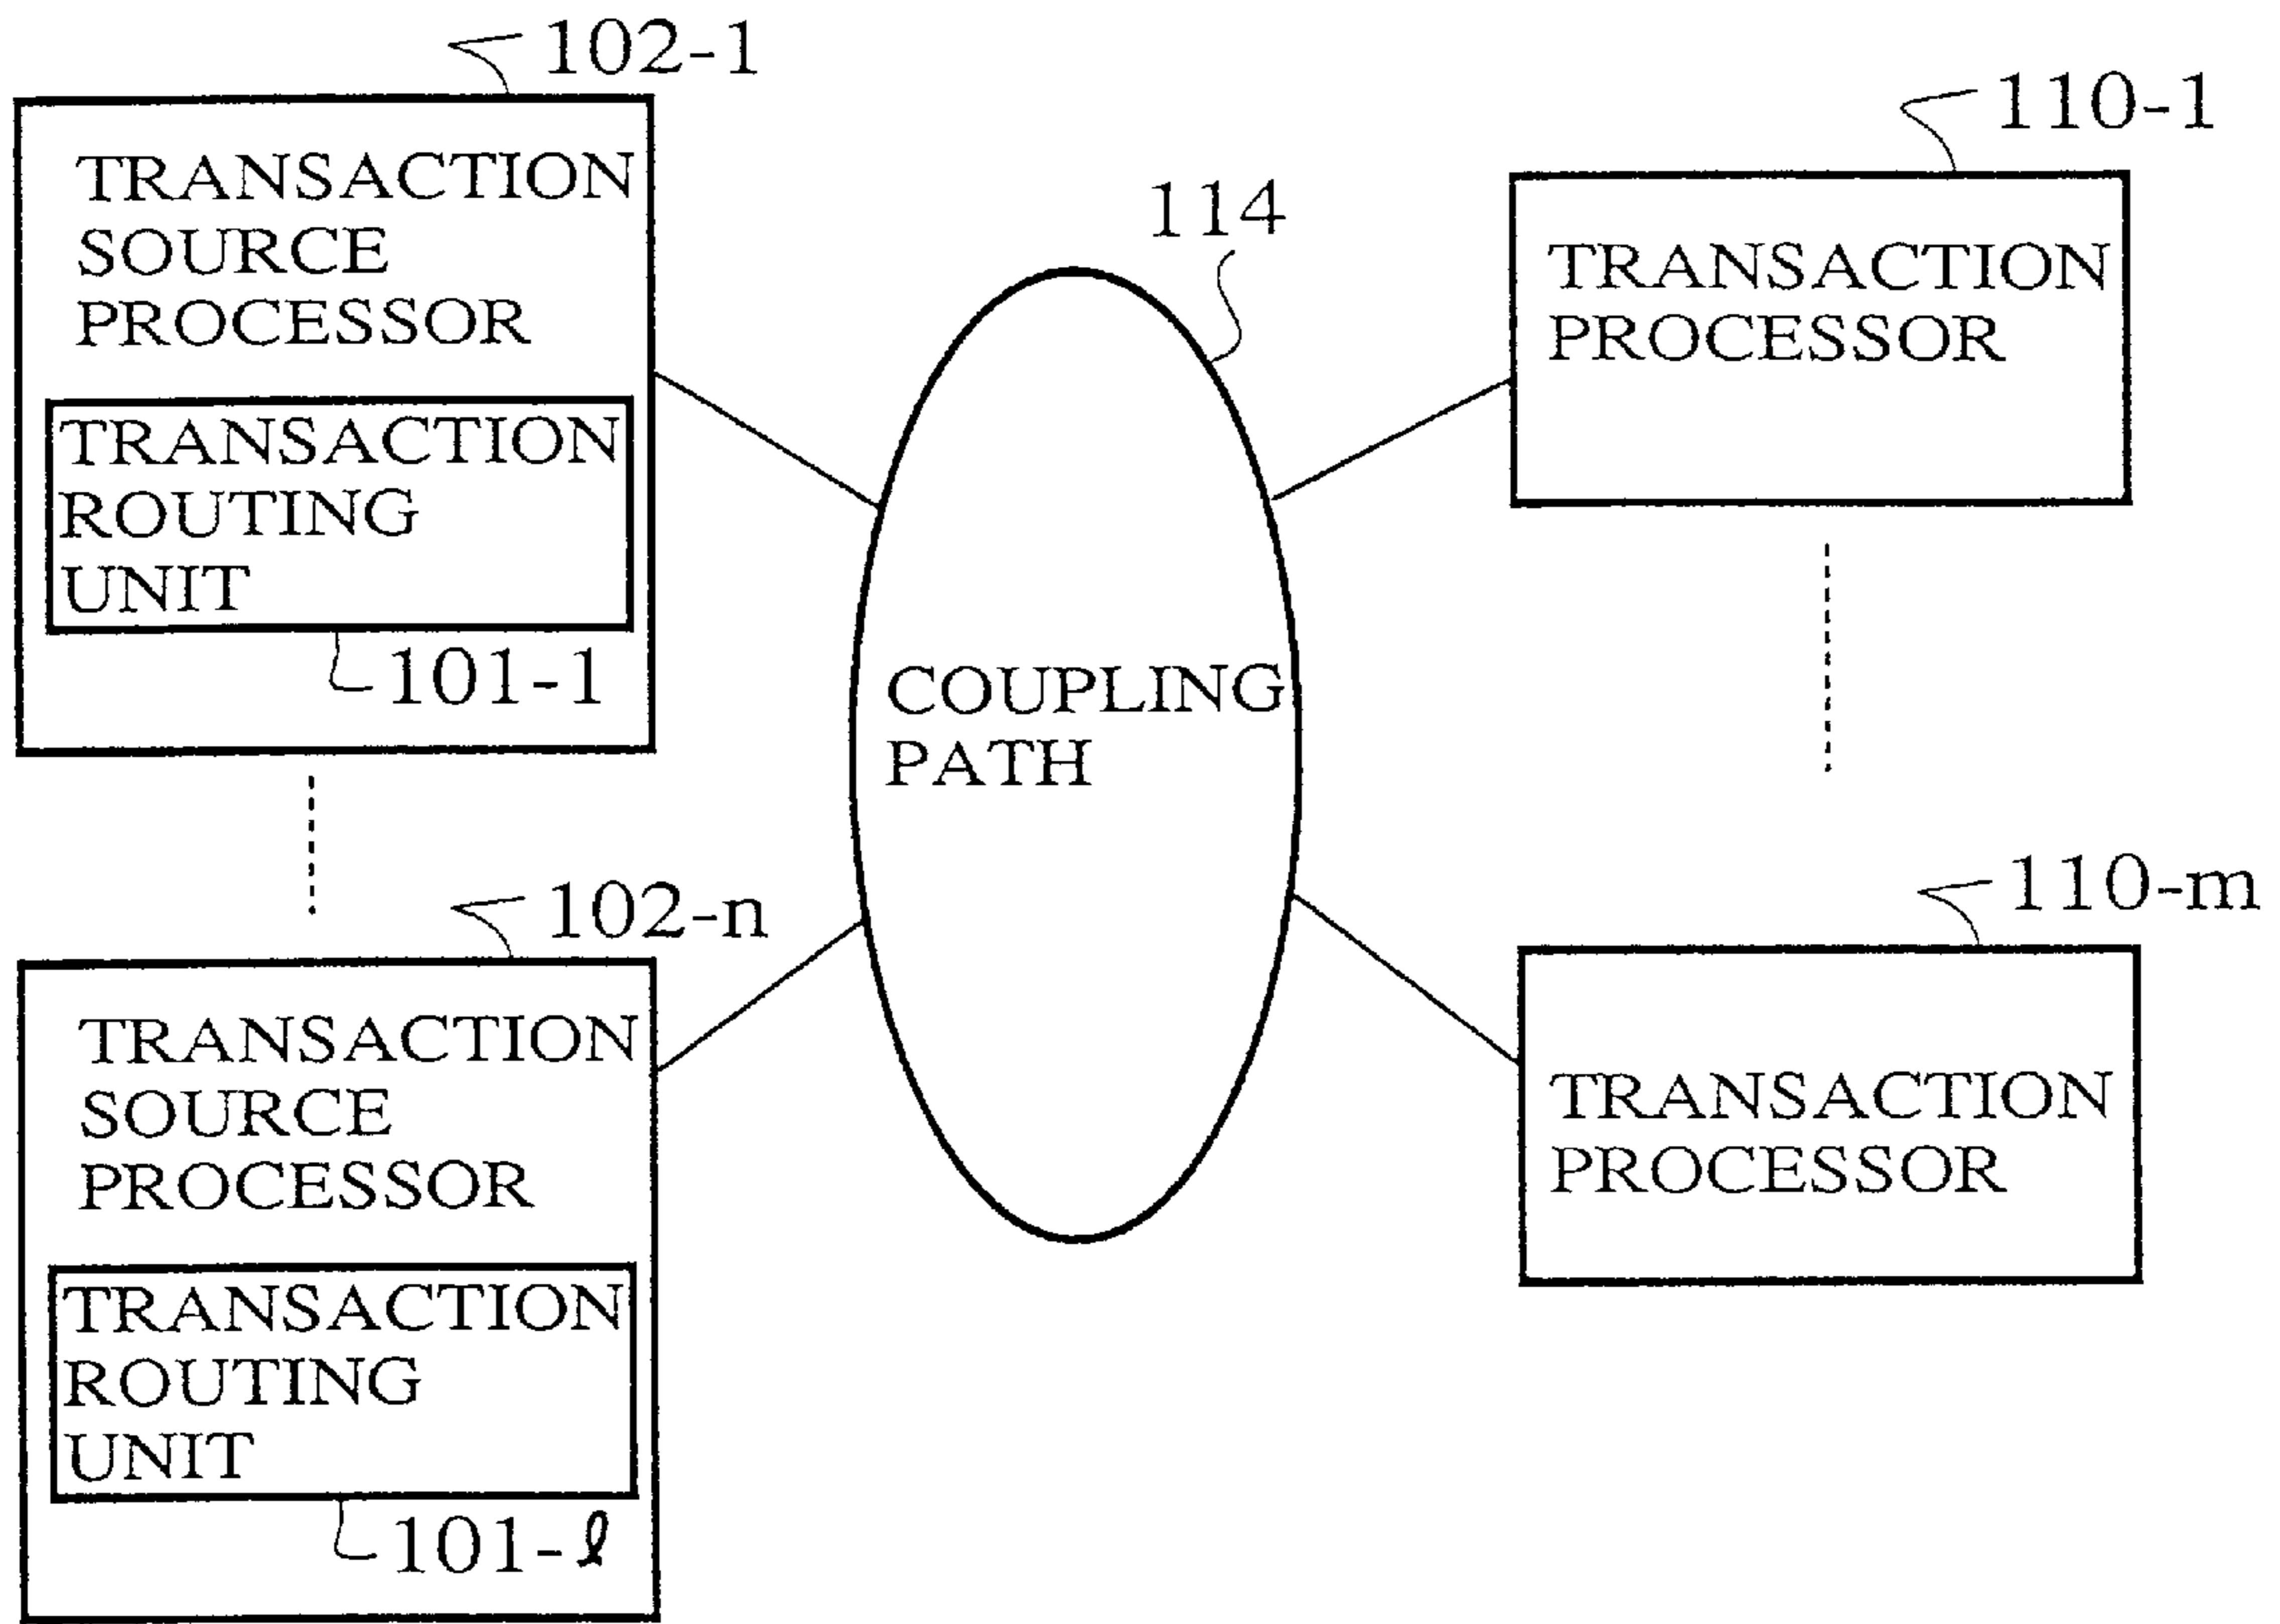 102-1
TRANSACTION
SOURCE
PROCESSOR
TRANSACTION
ROUTING
UNIT
101-1
102-n
TRANSACTION
SOURCE
PROCESSOR
TRANSACTION
ROUTING
UNIT
101-ℓ
114
COUPLING
PATH
110-1
TRANSACTION
PROCESSOR
110-m
TRANSACTION
PROCESSOR